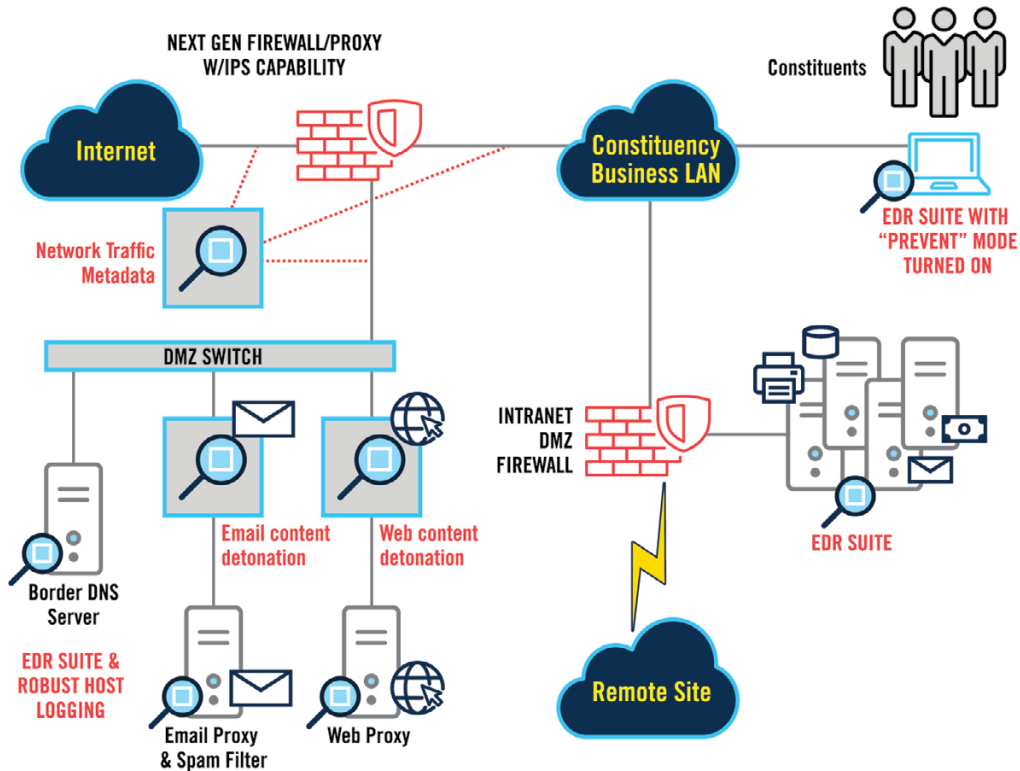 NEXT GEN FIREWALL/PROXY
W/IPS CAPABILITY
Constituents
Internet
Constituency
Business LAN
EDR SUITE WITH
“PREVENT” MODE
TURNED ON
Network Traffic
Metadata
DMZ SWITCH
INTRANET
DMZ
FIREWALL
Email content
detonation
Web content
detonation
EDR SUITE
Border DNS
Server
EDR SUITE &
ROBUST HOST
LOGGING
Remote Site
Email Proxy
& Spam Filter
Web Proxy